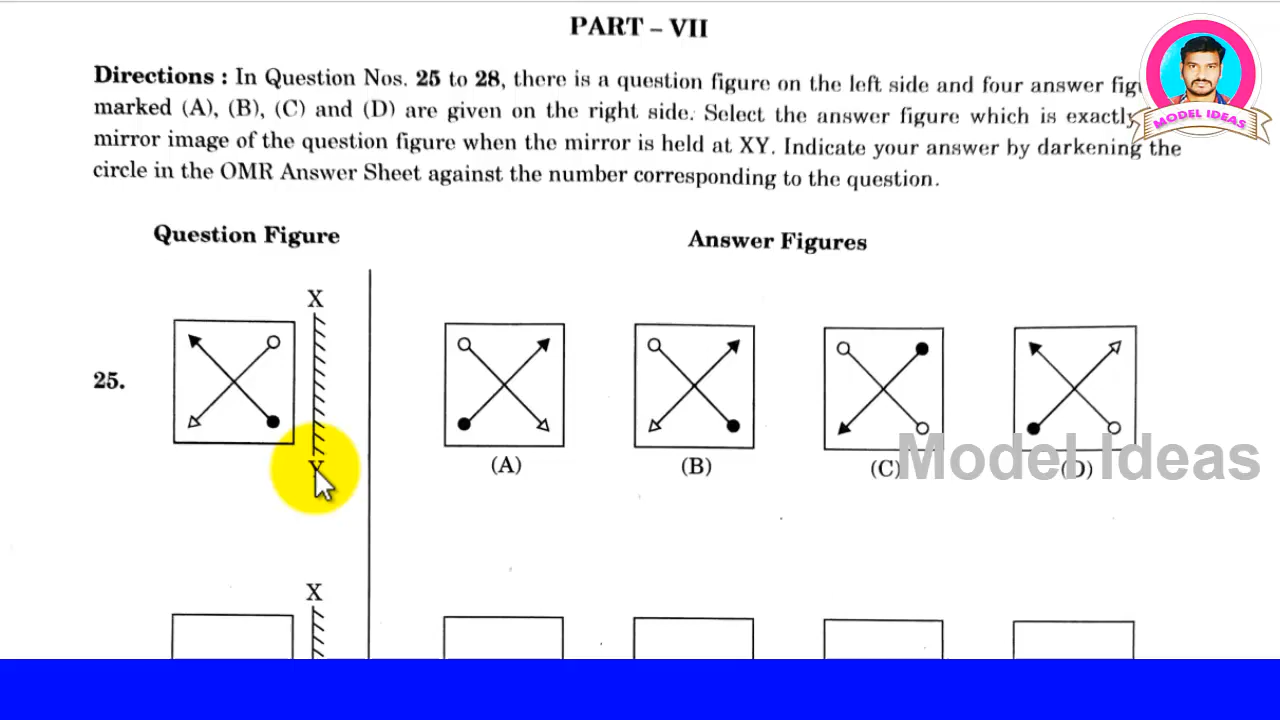 PART – VII
Directions : In Question Nos. 25 to 28, there is a question figure on the left side and four answer
marked (A), (B), (C) and (D) are given on the right side. Select the answer figure which is exactly
mirror image of the question figure when the mirror is held at XY. Indicate your answer by darkening the
circle in the OMR Answer Sheet against the number corresponding to the question.
Question Figure
Answer Figures
X
25.
Y
(A)
(B)
(C)
(D)
X
MODEL IDEAS
Model Ideas